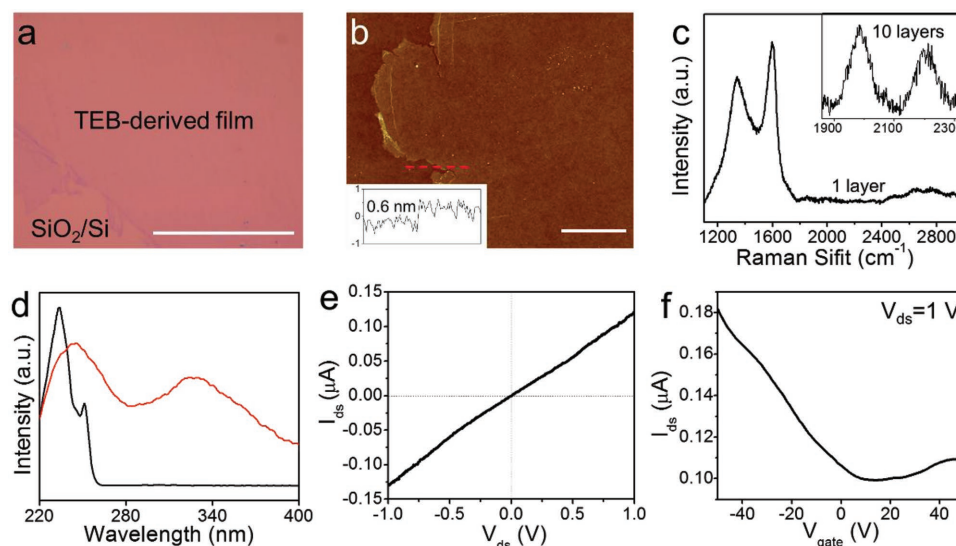 a
TEB-derived film
SiO2/Si
b
0.6 nm
1
0
-1
c
10 layers
1900 2100 2300
1 layer
Intensity (a.u.)
1200 1600 2000 2400 2800
Raman Sifit (cm-1)
d
Intensity (a.u.)
220 280 340 400
Wavelength (nm)
e
0.15
0.10
0.05
0.00
-0.05
-0.10
-0.15
Ids (μA)
-1.0 -0.5 0.0 0.5 1.0
Vds (V)
f
Vds=1 V
0.18
0.16
0.14
0.12
0.10
Ids (μA)
-40 -20 0 20 40
Vgate (V)